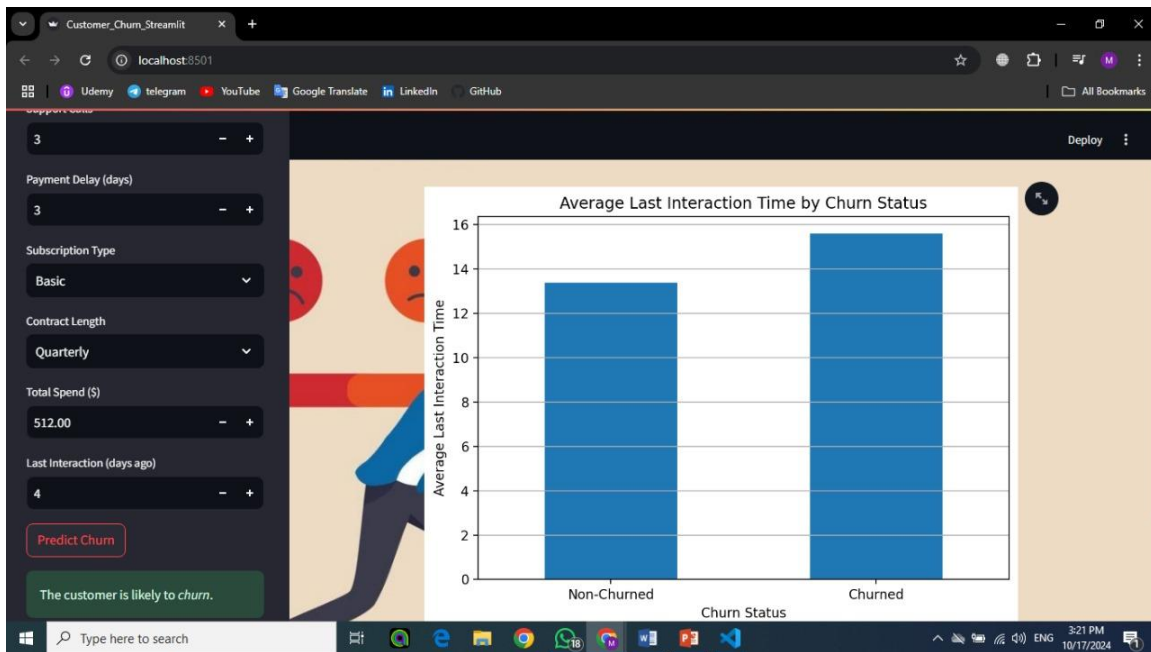 Customer_Churn_Streamlit
localhost:8501
Udemy
telegram
YouTube
Google Translate
LinkedIn
GitHub
All Bookmarks
M
Support Calls
3
Payment Delay (days)
3
Subscription Type
Basic
Contract Length
Quarterly
Total Spend ($)
512.00
Last Interaction (days ago)
4
Predict Churn
The customer is likely to churn.
Deploy
Average Last Interaction Time by Churn Status
Average Last Interaction Time
16
14
12
10
8
6
4
2
0
Non-Churned
Churned
Churn Status
Type here to search
18
ENG
3:21 PM
10/17/2024
1